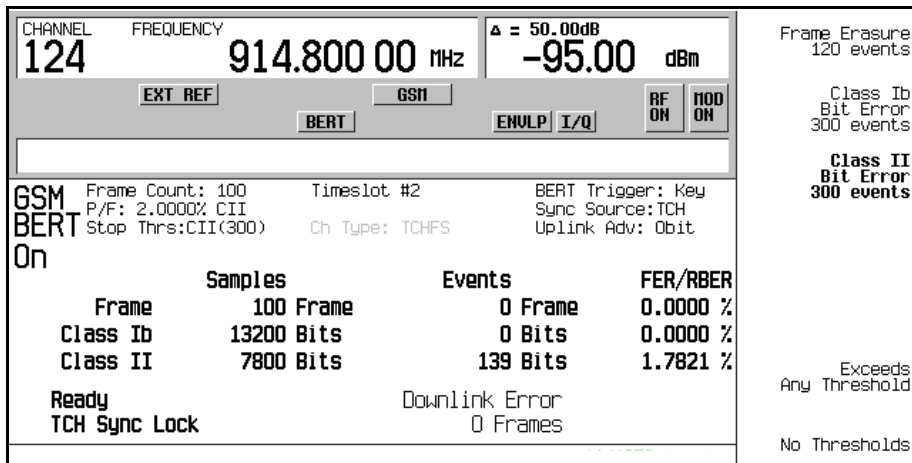 CHANNEL FREQUENCY Δ = 50.00dB
124 914.800 00 MHz -95.00 dBm
EXT REF GSM RF ON MOD ON
BERT ENVLP I/Q
GSM BERT On
Frame Count: 100 Timeslot #2 BERT Trigger: Key
P/F: 2.0000% CII Sync Source:TCH
Stop Thrs:CII(300) Ch Type: TCHFS Uplink Adv: 0bit
Samples Events FER/RBER
Frame 100 Frame 0 Frame 0.0000 %
Class Ib 13200 Bits 0 Bits 0.0000 %
Class II 7800 Bits 139 Bits 1.7821 %
Ready Downlink Error
TCH Sync Lock 0 Frames
Frame Erasure
120 events
Class Ib
Bit Error
300 events
Class II
Bit Error
300 events
Exceeds
Any Threshold
No Thresholds